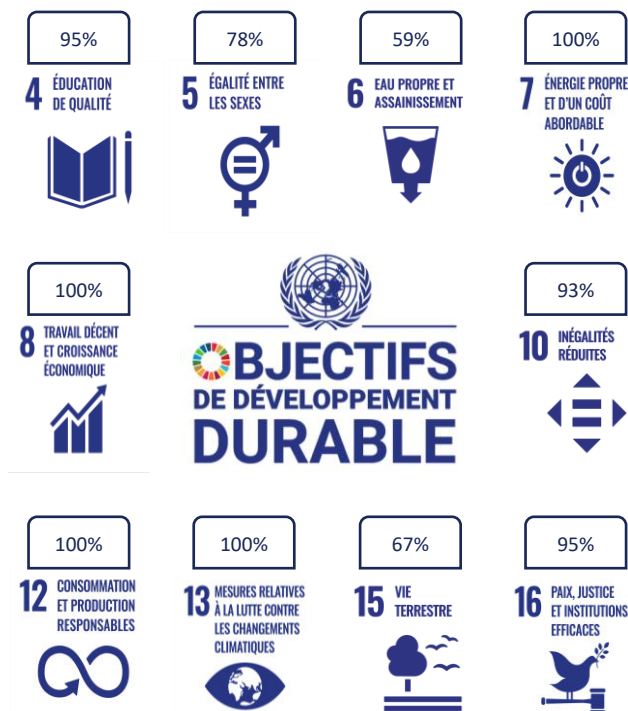 95%
4 ÉDUCATION
DE QUALITÉ
78%
5 ÉGALITÉ ENTRE
LES SEXES
59%
6 EAU PROPRE ET
ASSAINISSEMENT
100%
7 ÉNERGIE PROPRE
ET D'UN COÛT
ABORDABLE
100%
8 TRAVAIL DÉCENT
ET CROISSANCE
ÉCONOMIQUE
OBJECTIFS
DE DÉVELOPPEMENT
DURABLE
93%
10 INÉGALITÉS
RÉDUITES
100%
12 CONSOMMATION
ET PRODUCTION
RESPONSABLES
100%
13 MESURES RELATIVES
À LA LUTTE CONTRE
LES CHANGEMENTS
CLIMATIQUES
67%
15 VIE
TERRESTRE
95%
16 PAIX, JUSTICE
ET INSTITUTIONS
EFFICACES